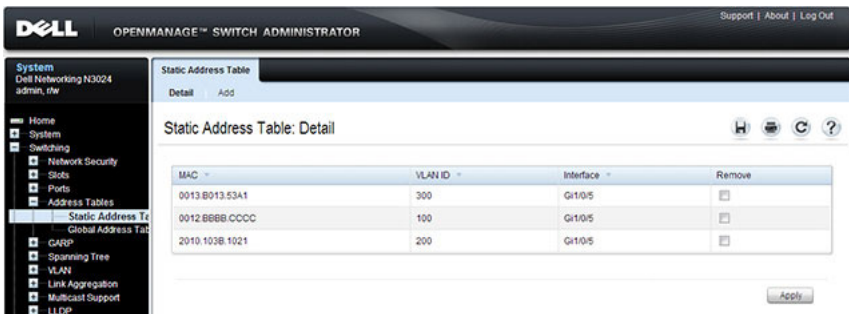 Support | About | Log Out
DELL
OPENMANAGE™ SWITCH ADMINISTRATOR
System
Dell Networking N3024
admin, r/w
Home
System
Switching
Network Security
Slots
Ports
Address Tables
Static Address Ta
Global Address Tab
GARP
Spanning Tree
VLAN
Link Aggregation
Multicast Support
LLDP
Static Address Table
Detail Add
Static Address Table: Detail
MAC VLAN ID Interface Remove
0013.B013.53A1 300 Gi1/0/5
0012.BBBB.CCCC 100 Gi1/0/5
2010.103B.1021 200 Gi1/0/5
Apply